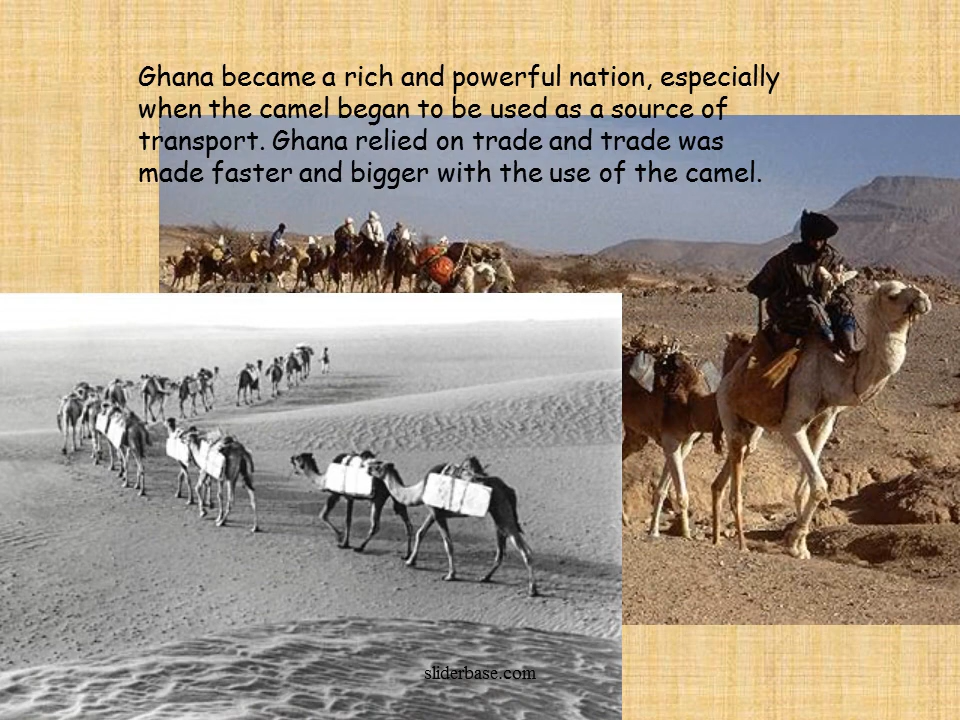 Ghana became a rich and powerful nation, especially
when the camel began to be used as a source of
transport. Ghana relied on trade and trade was
made faster and bigger with the use of the camel.
sliderbase.com